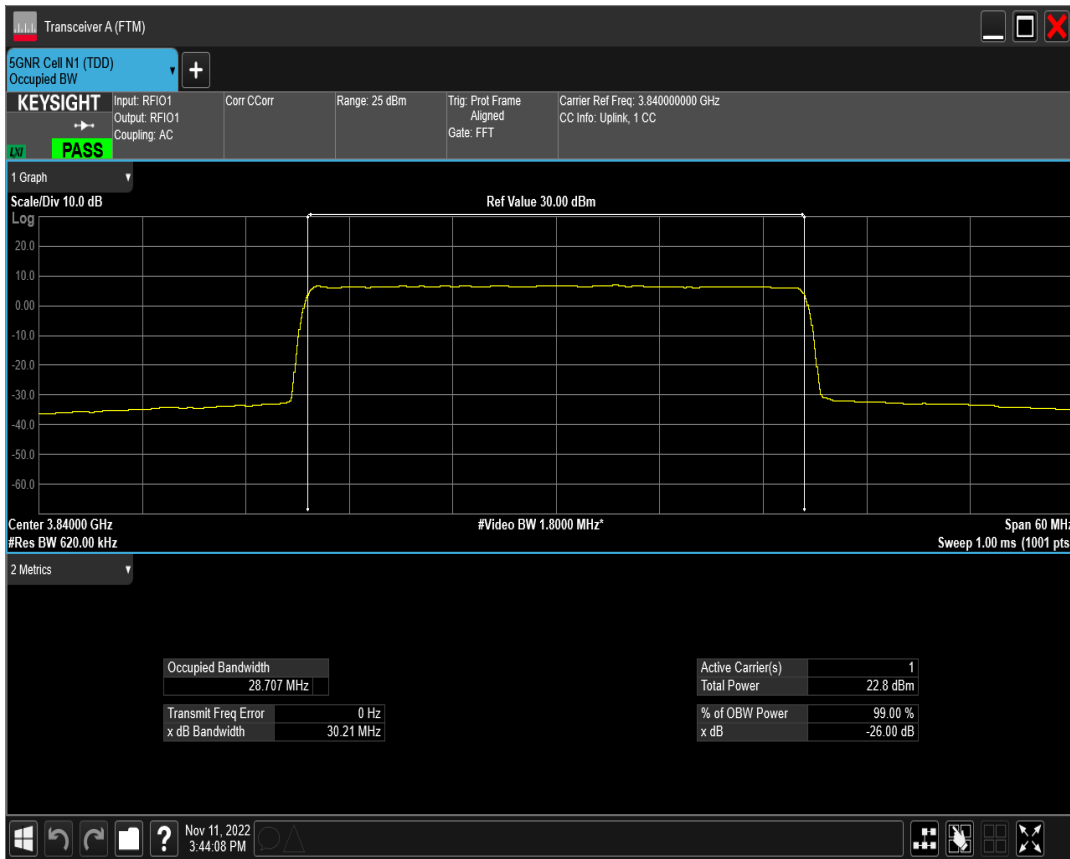 Transceiver A (FTM)
5GNR Cell N1 (TDD)
Occupied BW
+
KEYSIGHT
LXI
PASS
Input: RFIO1
Output: RFIO1
Coupling: AC
Corr CCorr
Range: 25 dBm
Trig: Prot Frame
Aligned
Gate: FFT
Carrier Ref Freq: 3.840000000 GHz
CC Info: Uplink, 1 CC
1 Graph
Scale/Div 10.0 dB
Ref Value 30.00 dBm
Log
20.0
10.0
0.00
-10.0
-20.0
-30.0
-40.0
-50.0
-60.0
Center 3.84000 GHz
#Video BW 1.8000 MHz*
Span 60 MHz
#Res BW 620.00 kHz
Sweep 1.00 ms (1001 pts
2 Metrics
Occupied Bandwidth
28.707 MHz
Transmit Freq Error 0 Hz
x dB Bandwidth 30.21 MHz
Active Carrier(s) 1
Total Power 22.8 dBm
% of OBW Power 99.00 %
x dB -26.00 dB
?
Nov 11, 2022
3:44:08 PM